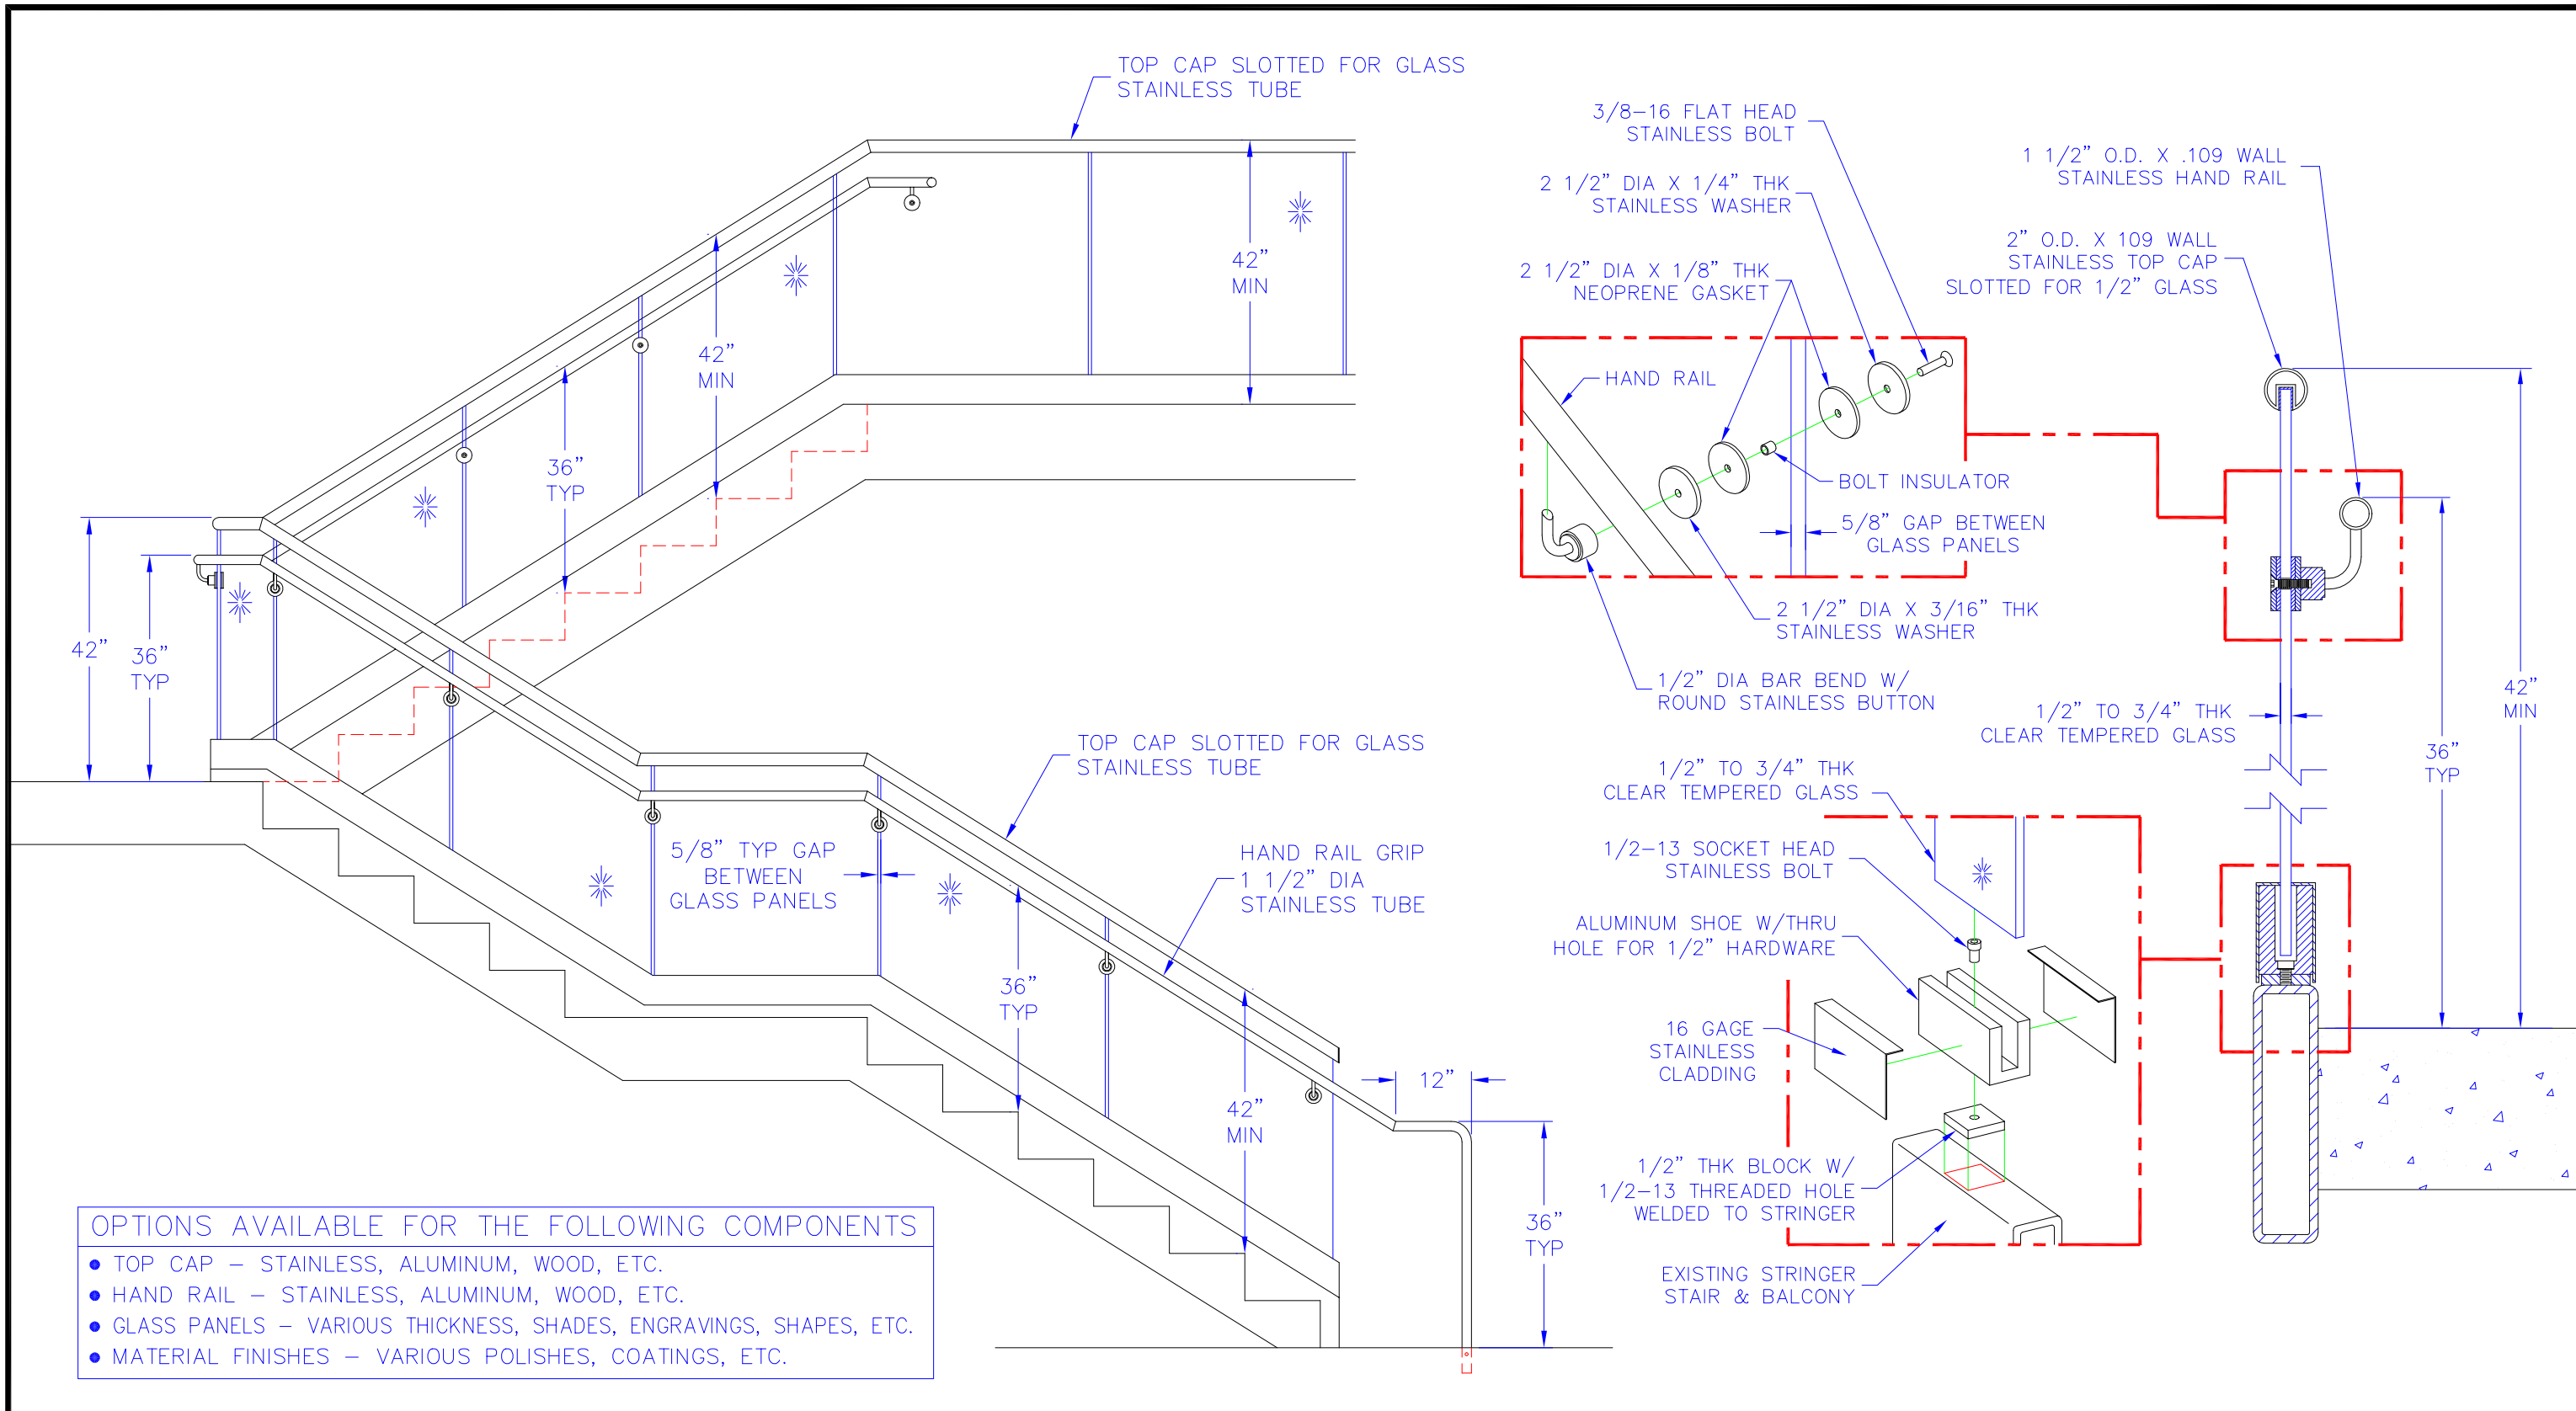 TOP CAP SLOTTED FOR GLASS
STAINLESS TUBE
42”
MIN
42”
MIN
36”
TYP
42”
36”
TYP
TOP CAP SLOTTED FOR GLASS
STAINLESS TUBE
5/8” TYP GAP
BETWEEN
GLASS PANELS
HAND RAIL GRIP
1 1/2” DIA
STAINLESS TUBE
36”
TYP
42”
MIN
12”
36”
TYP
OPTIONS AVAILABLE FOR THE FOLLOWING COMPONENTS
• TOP CAP – STAINLESS, ALUMINUM, WOOD, ETC.
• HAND RAIL – STAINLESS, ALUMINUM, WOOD, ETC.
• GLASS PANELS – VARIOUS THICKNESS, SHADES, ENGRAVINGS, SHAPES, ETC.
• MATERIAL FINISHES – VARIOUS POLISHES, COATINGS, ETC.
3/8–16 FLAT HEAD
STAINLESS BOLT
2 1/2” DIA X 1/4” THK
STAINLESS WASHER
2 1/2” DIA X 1/8” THK
NEOPRENE GASKET
HAND RAIL
BOLT INSULATOR
5/8” GAP BETWEEN
GLASS PANELS
2 1/2” DIA X 3/16” THK
STAINLESS WASHER
1/2” DIA BAR BEND W/
ROUND STAINLESS BUTTON
1 1/2” O.D. X .109 WALL
STAINLESS HAND RAIL
2” O.D. X 109 WALL
STAINLESS TOP CAP
SLOTTED FOR 1/2” GLASS
1/2” TO 3/4” THK
CLEAR TEMPERED GLASS
42”
MIN
36”
TYP
1/2” TO 3/4” THK
CLEAR TEMPERED GLASS
1/2–13 SOCKET HEAD
STAINLESS BOLT
ALUMINUM SHOE W/THRU
HOLE FOR 1/2” HARDWARE
16 GAGE
STAINLESS
CLADDING
1/2” THK BLOCK W/
1/2–13 THREADED HOLE
WELDED TO STRINGER
EXISTING STRINGER
STAIR & BALCONY